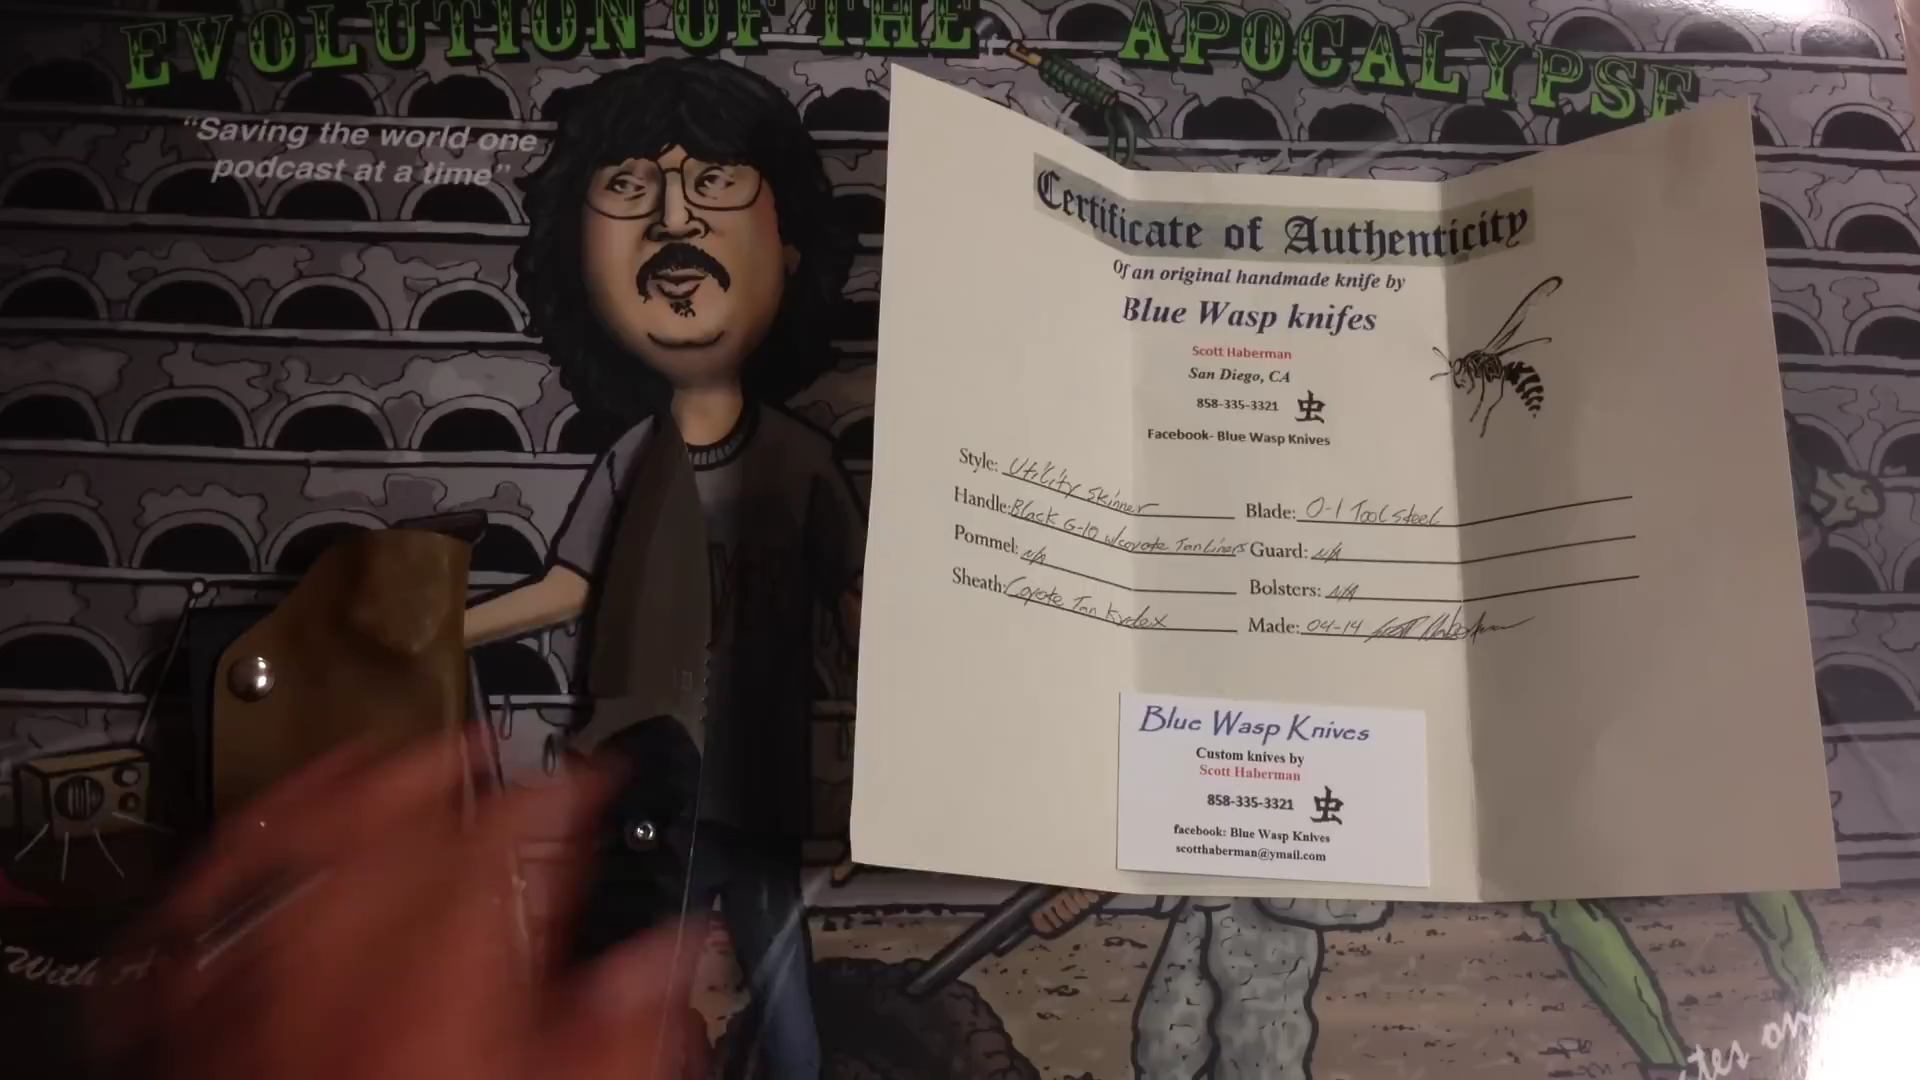 EVOLUTION OF THE APOCALYPSE
"Saving the world one
podcast at a time"
Certificate of Authenticity
Of an original handmade knife by
Blue Wasp knifes
Scott Haberman
San Diego, CA
858-335-3321 虫
Facebook- Blue Wasp Knives
Style: Utility Skinner
Blade: O-1 Tool Steel
Handle: Black G-10 w/coyote Tan Liners
Guard: N/A
Pommel: N/A
Bolsters: N/A
Sheath: Coyote Tan Kydex
Made: 04-14 Scott Haberman
Blue Wasp Knives
Custom knives by
Scott Haberman
858-335-3321 虫
facebook: Blue Wasp Knives
scotthaberman@ymail.com
With